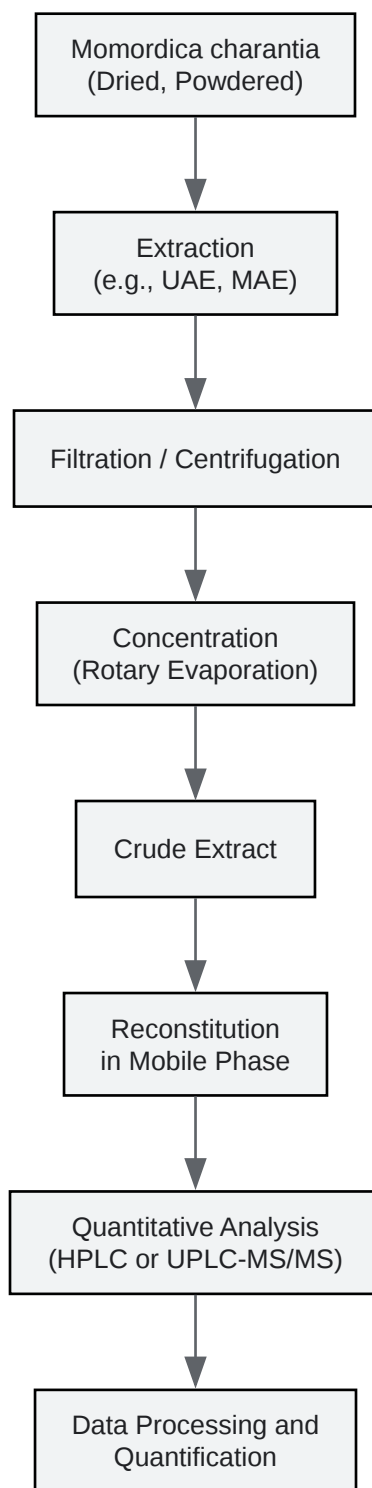 Momordica charantia
(Dried, Powdered)
Extraction
(e.g., UAE, MAE)
Filtration / Centrifugation
Concentration
(Rotary Evaporation)
Crude Extract
Reconstitution
in Mobile Phase
Quantitative Analysis
(HPLC or UPLC-MS/MS)
Data Processing and
Quantification